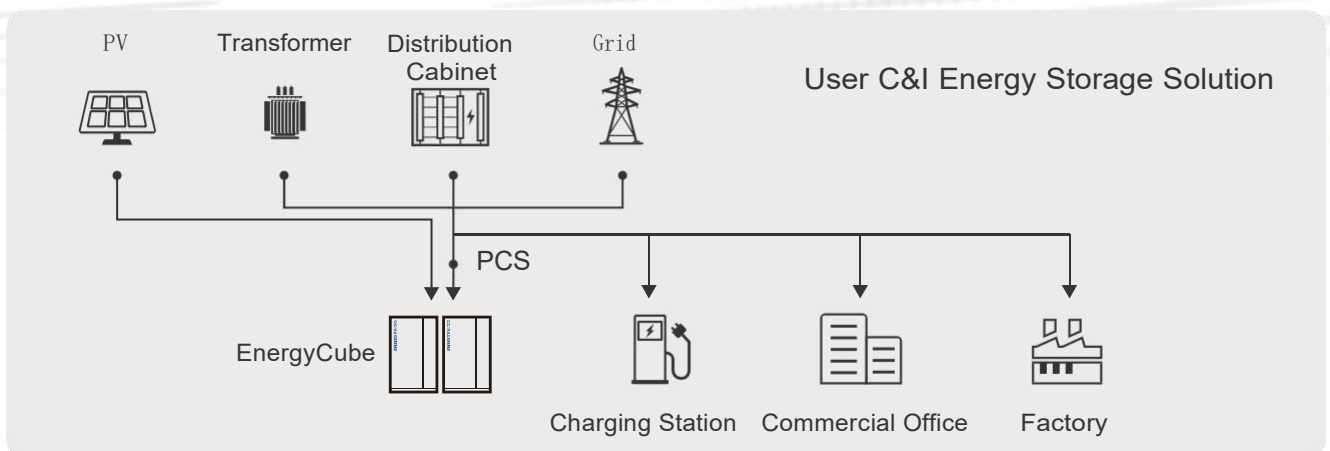 PV
Transformer
Distribution
Cabinet
Grid
User C&I Energy Storage Solution
PCS
EnergyCube
Charging Station
Commercial Office
Factory